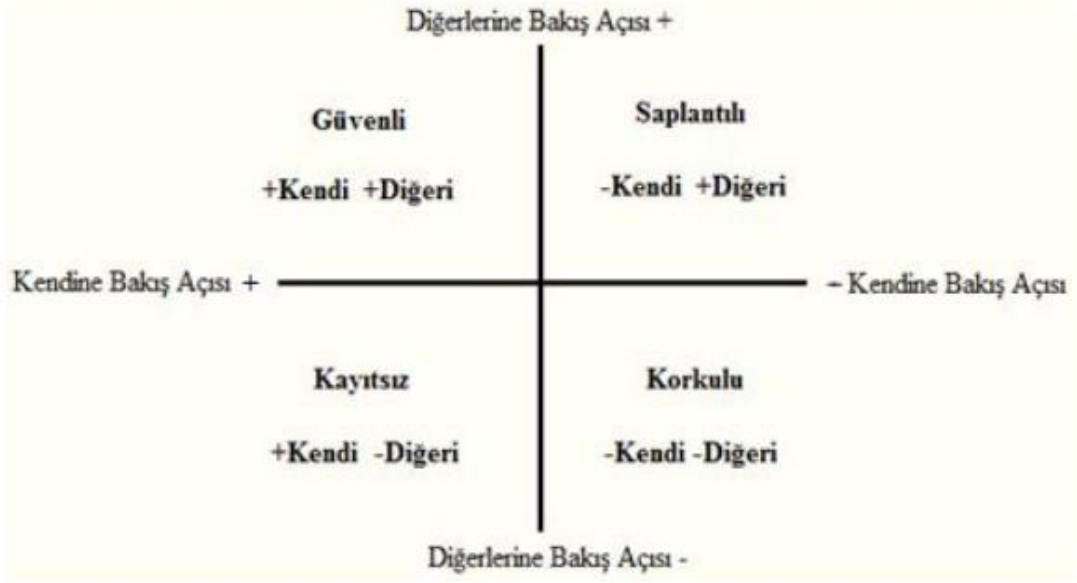 Diğerlerine Bakış Açısı +
Güvenli
Saplantılı
+Kendi +Diğeri
-Kendi +Diğeri
Kendine Bakış Açısı +
- Kendine Bakış Açısı
Kayıtsız
Korkulu
+Kendi -Diğeri
-Kendi -Diğeri
Diğerlerine Bakış Açısı -